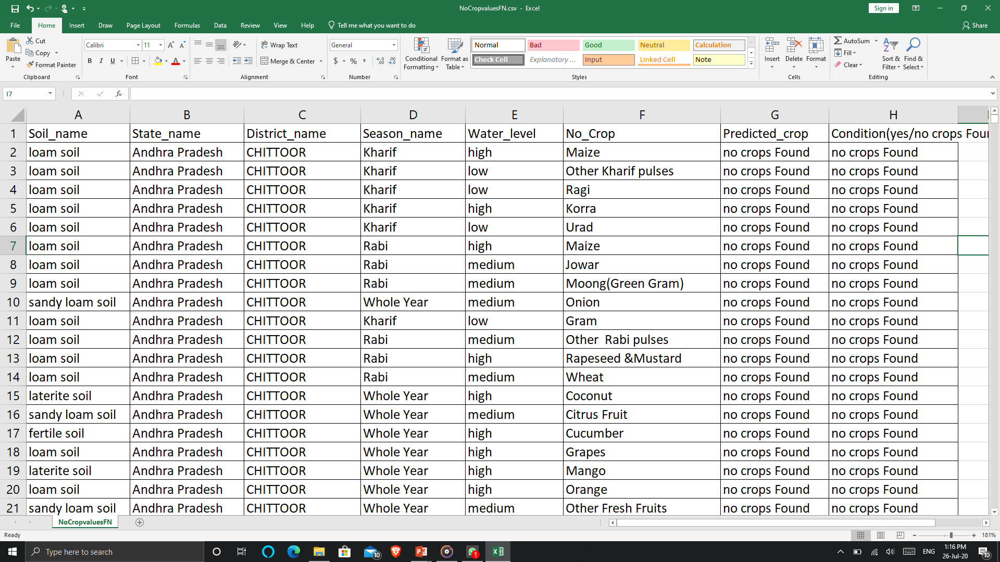 NoCropvaluesFN.csv - Excel
Sign in
File Home Insert Draw Page Layout Formulas Data Review View Help Tell me what you want to do Share
Paste Cut Copy Format Painter Clipboard
Calibri 11 B I U Font
Wrap Text Merge & Center Alignment
General $ % Number
Conditional Formatting Format as Table
Normal Bad Good Neutral Calculation
Check Cell Explanatory ... Input Linked Cell Note
Styles
Insert Delete Format Cells
AutoSum Fill Clear Sort & Filter Find & Select Editing
I7 fx
A B C D E F G H
1 Soil_name State_name District_name Season_name Water_level No_Crop Predicted_crop Condition(yes/no crops Foun
2 loam soil Andhra Pradesh CHITTOOR Kharif high Maize no crops Found no crops Found
3 loam soil Andhra Pradesh CHITTOOR Kharif low Other Kharif pulses no crops Found no crops Found
4 loam soil Andhra Pradesh CHITTOOR Kharif low Ragi no crops Found no crops Found
5 loam soil Andhra Pradesh CHITTOOR Kharif high Korra no crops Found no crops Found
6 loam soil Andhra Pradesh CHITTOOR Kharif low Urad no crops Found no crops Found
7 loam soil Andhra Pradesh CHITTOOR Rabi high Maize no crops Found no crops Found
8 loam soil Andhra Pradesh CHITTOOR Rabi medium Jowar no crops Found no crops Found
9 loam soil Andhra Pradesh CHITTOOR Rabi medium Moong(Green Gram) no crops Found no crops Found
10 sandy loam soil Andhra Pradesh CHITTOOR Whole Year medium Onion no crops Found no crops Found
11 loam soil Andhra Pradesh CHITTOOR Kharif low Gram no crops Found no crops Found
12 loam soil Andhra Pradesh CHITTOOR Rabi medium Other  Rabi pulses no crops Found no crops Found
13 loam soil Andhra Pradesh CHITTOOR Rabi high Rapeseed &Mustard no crops Found no crops Found
14 loam soil Andhra Pradesh CHITTOOR Rabi medium Wheat no crops Found no crops Found
15 laterite soil Andhra Pradesh CHITTOOR Whole Year high Coconut no crops Found no crops Found
16 sandy loam soil Andhra Pradesh CHITTOOR Whole Year medium Citrus Fruit no crops Found no crops Found
17 fertile soil Andhra Pradesh CHITTOOR Whole Year high Cucumber no crops Found no crops Found
18 loam soil Andhra Pradesh CHITTOOR Whole Year high Grapes no crops Found no crops Found
19 laterite soil Andhra Pradesh CHITTOOR Whole Year high Mango no crops Found no crops Found
20 loam soil Andhra Pradesh CHITTOOR Whole Year high Orange no crops Found no crops Found
21 sandy loam soil Andhra Pradesh CHITTOOR Whole Year medium Other Fresh Fruits no crops Found no crops Found
NoCropvaluesFN
Ready 181%
Type here to search 10 1 ENG 1:16 PM
26-Jul-20 10